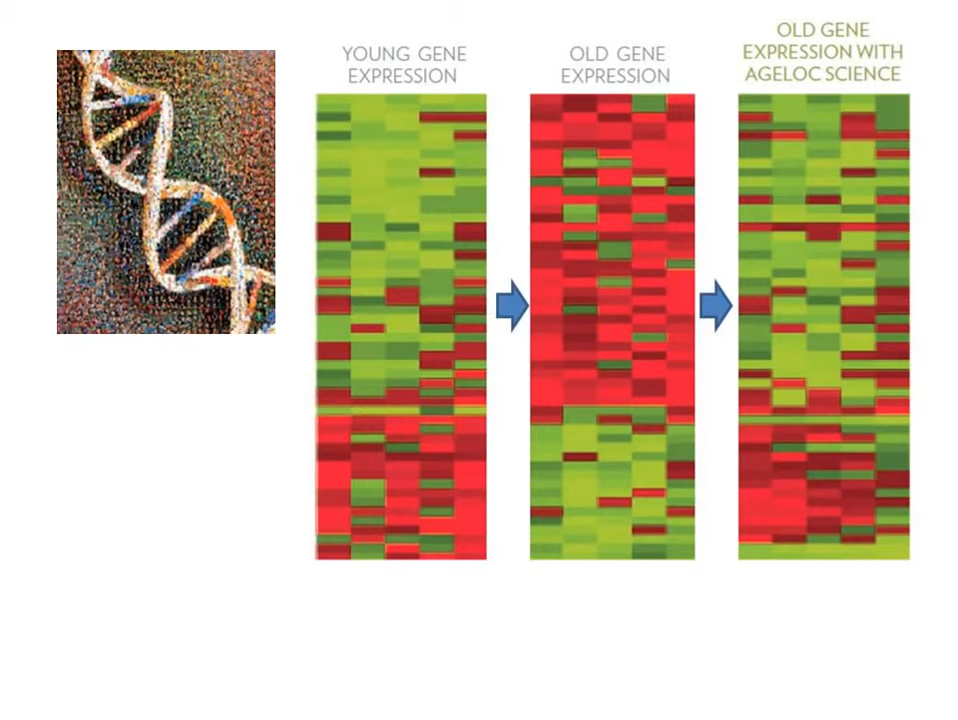 YOUNG GENE
EXPRESSION
OLD GENE
EXPRESSION
OLD GENE
EXPRESSION WITH
AGELOC SCIENCE